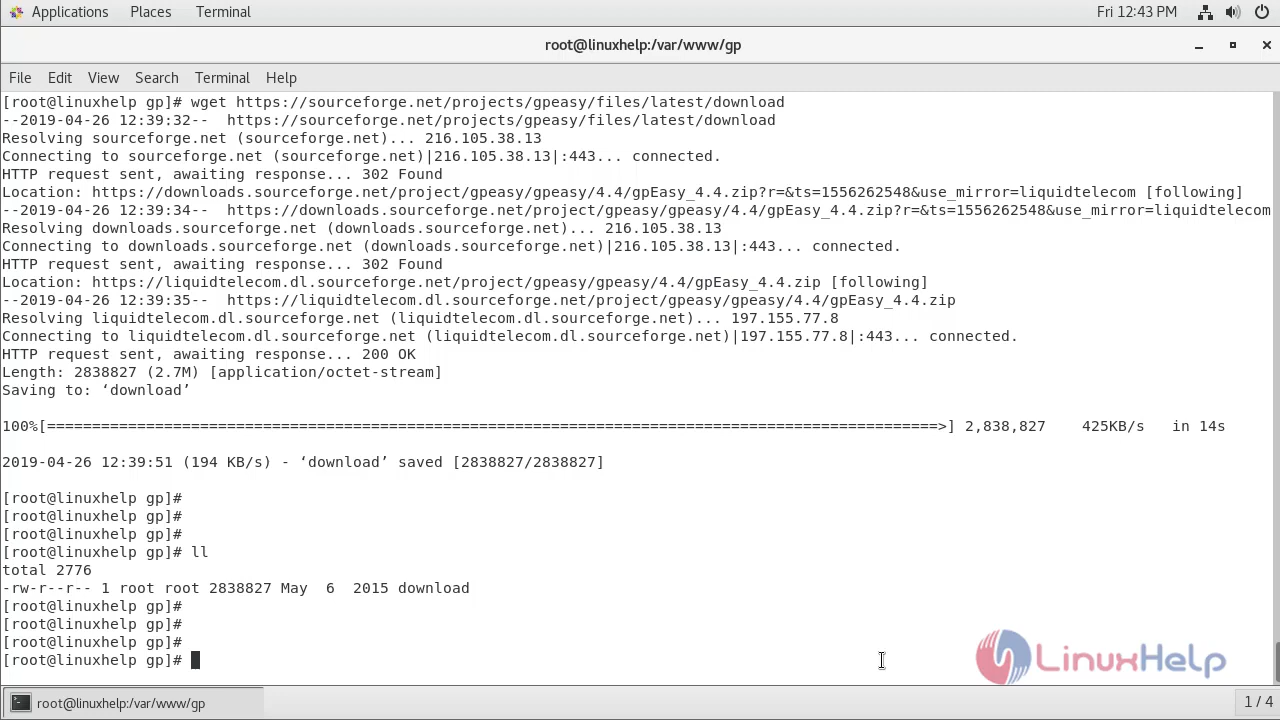 Applications Places Terminal Fri 12:43 PM
root@linuxhelp:/var/www/gp
File Edit View Search Terminal Help
[root@linuxhelp gp]# wget https://sourceforge.net/projects/gpeasy/files/latest/download
--2019-04-26 12:39:32--  https://sourceforge.net/projects/gpeasy/files/latest/download
Resolving sourceforge.net (sourceforge.net)... 216.105.38.13
Connecting to sourceforge.net (sourceforge.net)|216.105.38.13|:443... connected.
HTTP request sent, awaiting response... 302 Found
Location: https://downloads.sourceforge.net/project/gpeasy/gpeasy/4.4/gpEasy_4.4.zip?r=&ts=1556262548&use_mirror=liquidtelecom [following]
--2019-04-26 12:39:34--  https://downloads.sourceforge.net/project/gpeasy/gpeasy/4.4/gpEasy_4.4.zip?r=&ts=1556262548&use_mirror=liquidtelecom
Resolving downloads.sourceforge.net (downloads.sourceforge.net)... 216.105.38.13
Connecting to downloads.sourceforge.net (downloads.sourceforge.net)|216.105.38.13|:443... connected.
HTTP request sent, awaiting response... 302 Found
Location: https://liquidtelecom.dl.sourceforge.net/project/gpeasy/gpeasy/4.4/gpEasy_4.4.zip [following]
--2019-04-26 12:39:35--  https://liquidtelecom.dl.sourceforge.net/project/gpeasy/gpeasy/4.4/gpEasy_4.4.zip
Resolving liquidtelecom.dl.sourceforge.net (liquidtelecom.dl.sourceforge.net)... 197.155.77.8
Connecting to liquidtelecom.dl.sourceforge.net (liquidtelecom.dl.sourceforge.net)|197.155.77.8|:443... connected.
HTTP request sent, awaiting response... 200 OK
Length: 2838827 (2.7M) [application/octet-stream]
Saving to: ‘download’
100%[===================================================================================================>] 2,838,827    425KB/s   in 14s
2019-04-26 12:39:51 (194 KB/s) - ‘download’ saved [2838827/2838827]
[root@linuxhelp gp]#
[root@linuxhelp gp]#
[root@linuxhelp gp]#
[root@linuxhelp gp]# ll
total 2776
-rw-r--r-- 1 root root 2838827 May  6  2015 download
[root@linuxhelp gp]#
[root@linuxhelp gp]#
[root@linuxhelp gp]#
[root@linuxhelp gp]#
LinuxHelp
root@linuxhelp:/var/www/gp 1 / 4